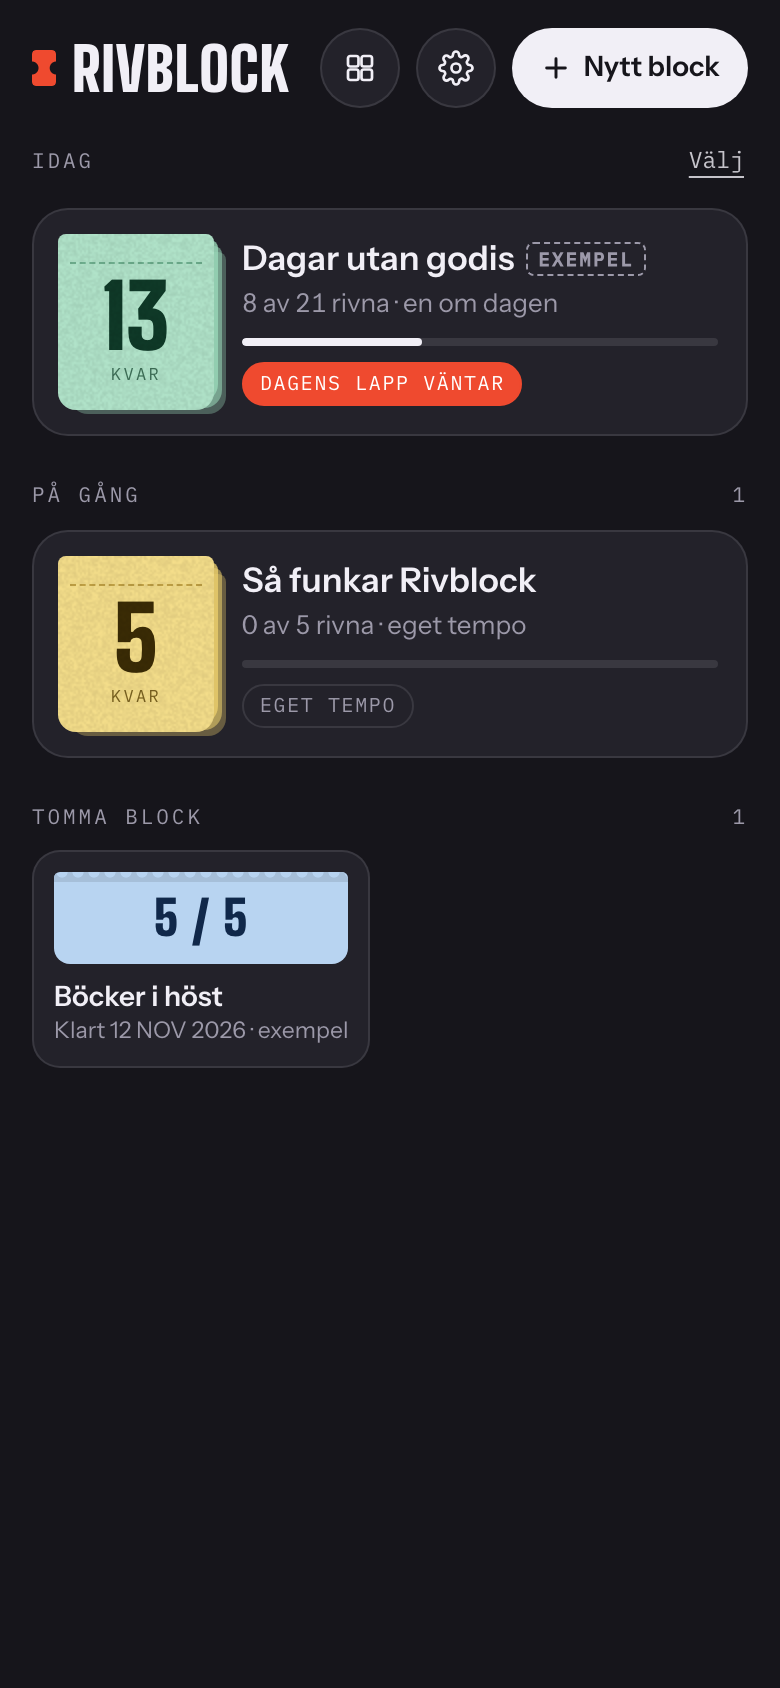 RIVBLOCK
Nytt block
IDAG
Välj
13
KVAR
Dagar utan godis EXEMPEL
8 av 21 rivna · en om dagen
DAGENS LAPP VÄNTAR
PÅ GÅNG
1
5
KVAR
Så funkar Rivblock
0 av 5 rivna · eget tempo
EGET TEMPO
TOMMA BLOCK
1
5 / 5
Böcker i höst
Klart 12 NOV 2026 · exempel